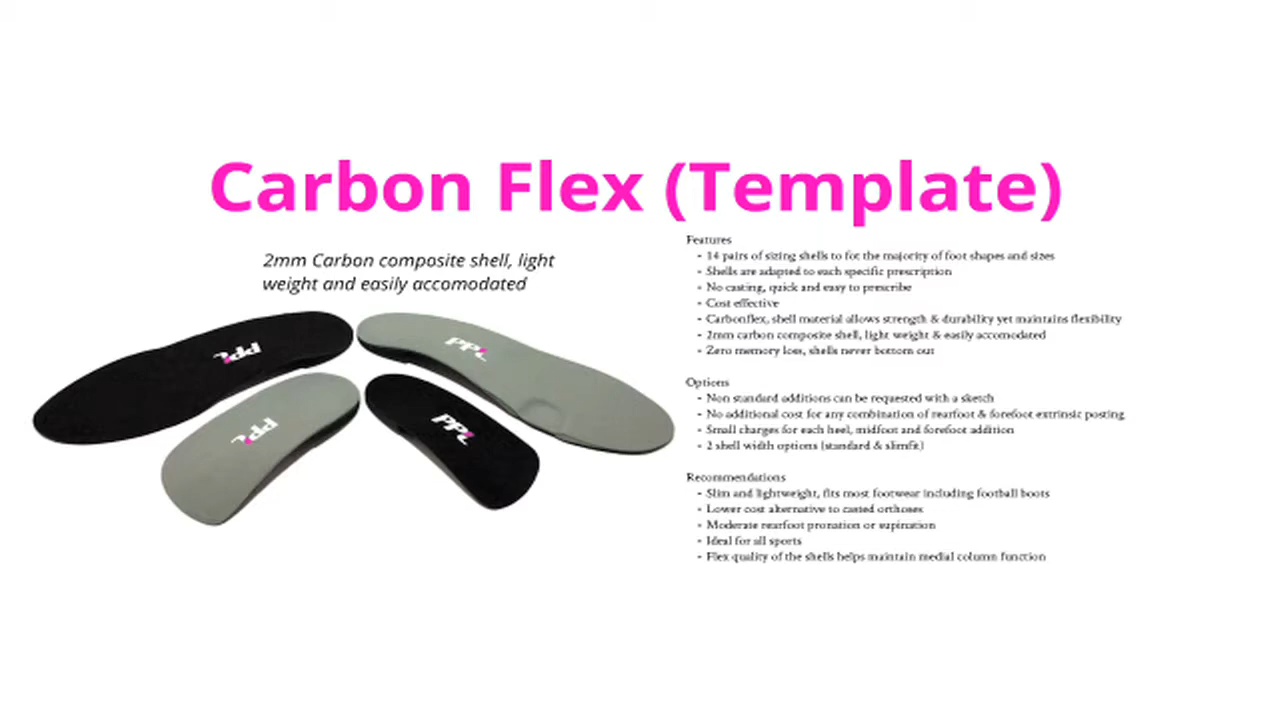 Carbon Flex (Template)
2mm Carbon composite shell, light
weight and easily accomodated
PPL
PPL
PPL
PPL
Features
- 14 pairs of sizing shells to fot the majority of foot shapes and sizes
- Shells are adapted to each specific prescription
- No casting, quick and easy to prescribe
- Cost effective
- Carbonflex, shell material allows strength & durability yet maintains flexibility
- 2mm carbon composite shell, light weight & easily accomodated
- Zero memory loss, shells never bottom out
Options
- Non standard additions can be requested with a sketch
- No additional cost for any combination of rearfoot & forefoot extrinsic posting
- Small charges for each heel, midfoot and forefoot addition
- 2 shell width options (standard & slimfit)
Recommendations
- Slim and lightweight, fits most footwear including football boots
- Lower cost alternative to casted orthoses
- Moderate rearfoot pronation or supination
- Ideal for all sports
- Flex quality of the shells helps maintain medial column function